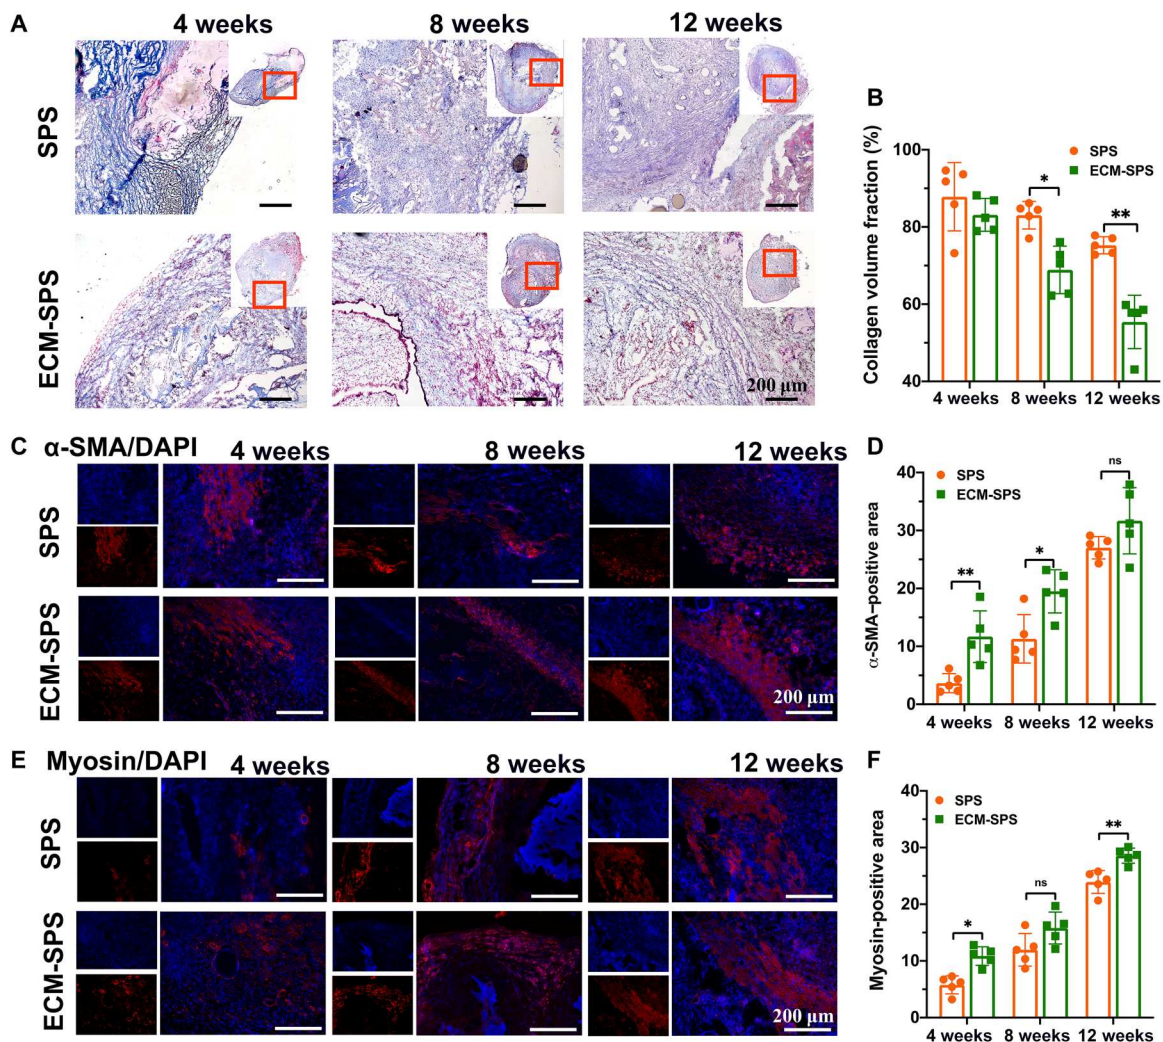 A
4 weeks
8 weeks
12 weeks
SPS
ECM-SPS
200 µm
B
Collagen volume fraction (%)
100
80
60
40
SPS
ECM-SPS
*
**
4 weeks
8 weeks
12 weeks
C α-SMA/DAPI
4 weeks
8 weeks
12 weeks
SPS
ECM-SPS
200 µm
D
α-SMA–positive area
40
30
20
10
0
SPS
ECM-SPS
**
*
ns
4 weeks
8 weeks
12 weeks
E Myosin/DAPI
4 weeks
8 weeks
12 weeks
SPS
ECM-SPS
200 µm
F
Myosin-positive area
40
30
20
10
0
SPS
ECM-SPS
*
ns
**
4 weeks
8 weeks
12 weeks